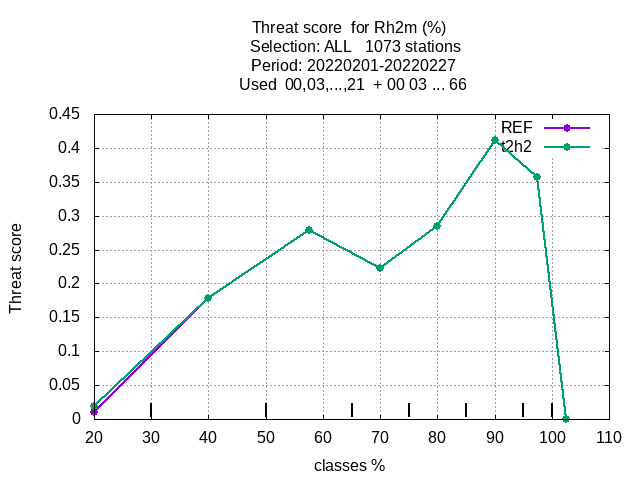 Threat score  for Rh2m (%)
Selection: ALL   1073 stations
Period: 20220201-20220227
Used  00,03,...,21  + 00 03 ... 66
REF
t2h2
0.45
0.4
0.35
0.3
0.25
0.2
0.15
0.1
0.05
0
Threat score
20 30 40 50 60 70 80 90 100 110
classes %